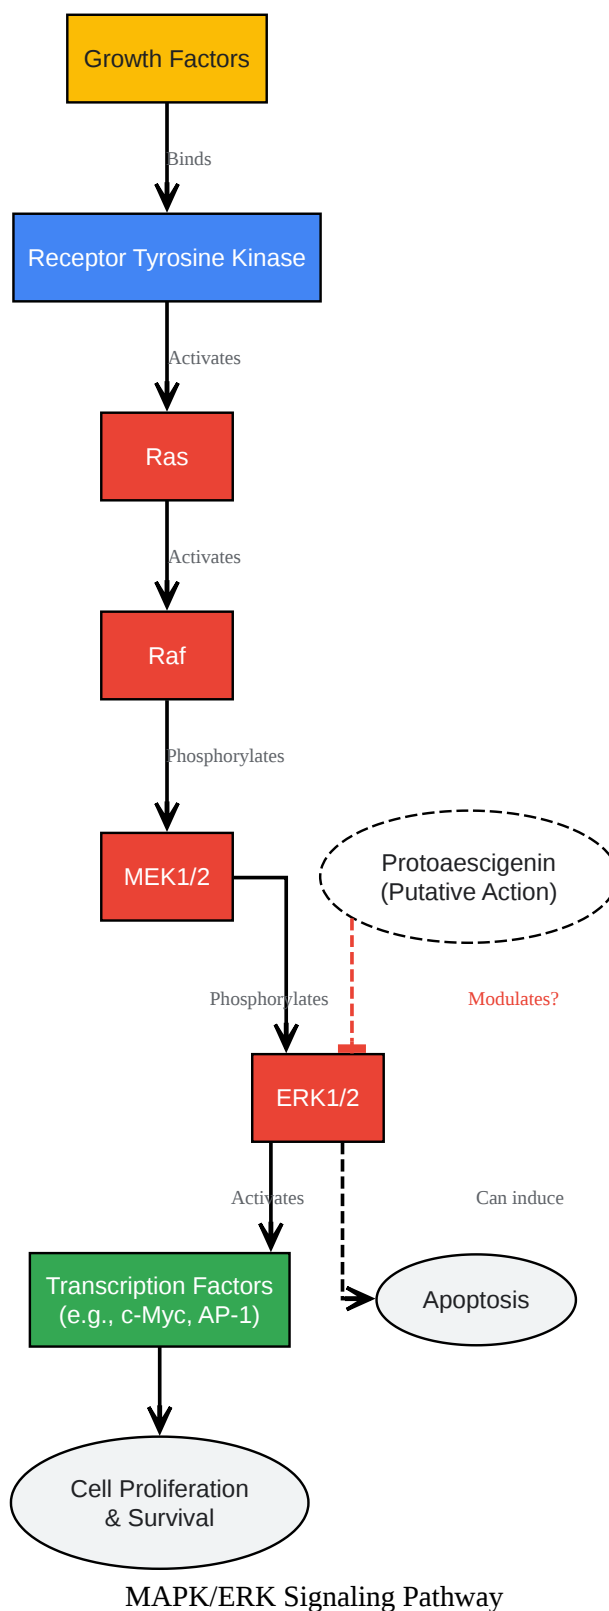 Growth Factors
Binds
Receptor Tyrosine Kinase
Activates
Ras
Activates
Raf
Phosphorylates
MEK1/2
Protoaescigenin
(Putative Action)
Phosphorylates
Modulates?
ERK1/2
Activates
Can induce
Transcription Factors
(e.g., c-Myc, AP-1)
Apoptosis
Cell Proliferation
& Survival
MAPK/ERK Signaling Pathway